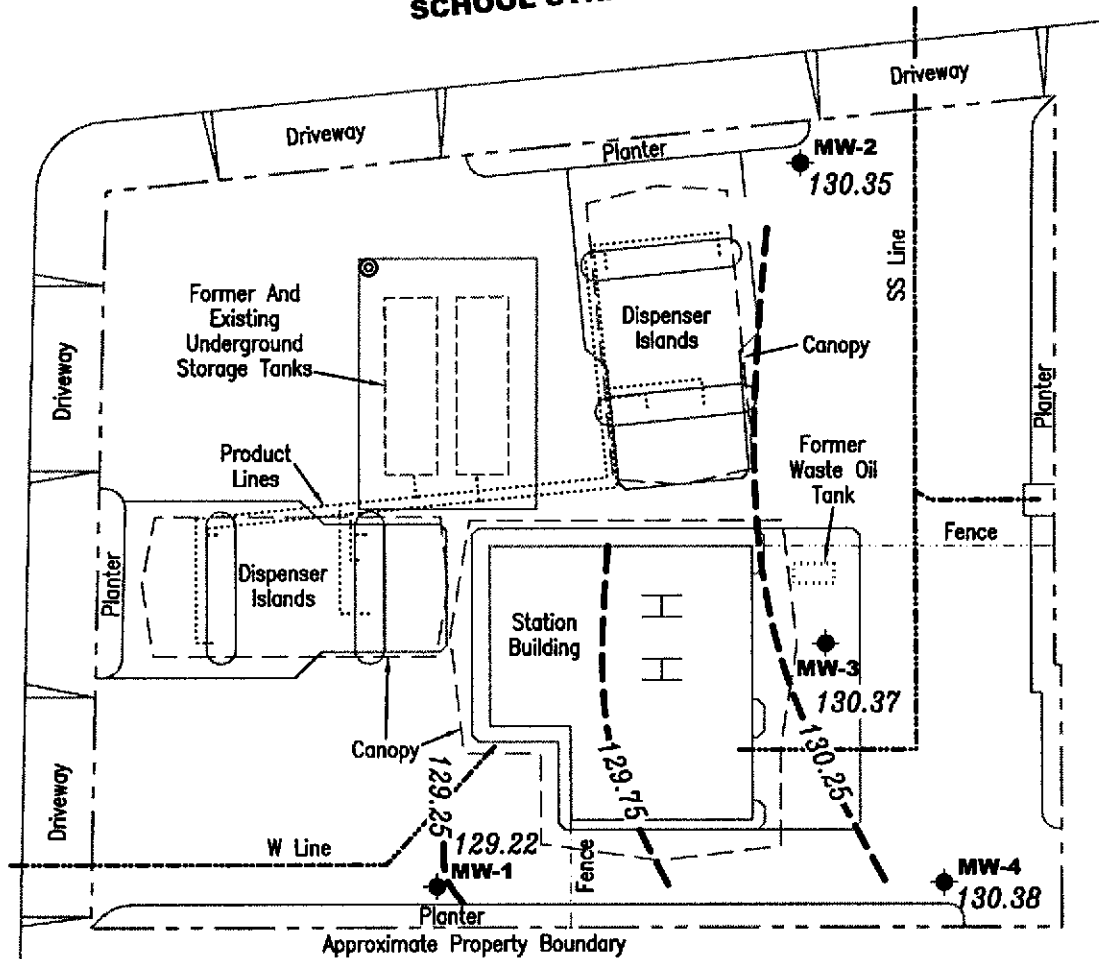 Driveway
Driveway
Planter
MW-2
130.35
SS Line
Former And
Existing
Underground
Storage Tanks
Dispenser
Islands
Canopy
Driveway
Planter
Product
Lines
Former
Waste Oil
Tank
Fence
Planter
Dispenser
Islands
Station
Building
MW-3
130.37
Canopy
129.25
129.75
130.25
Driveway
W Line
129.22
MW-1
Fence
MW-4
130.38
Planter
Approximate Property Boundary